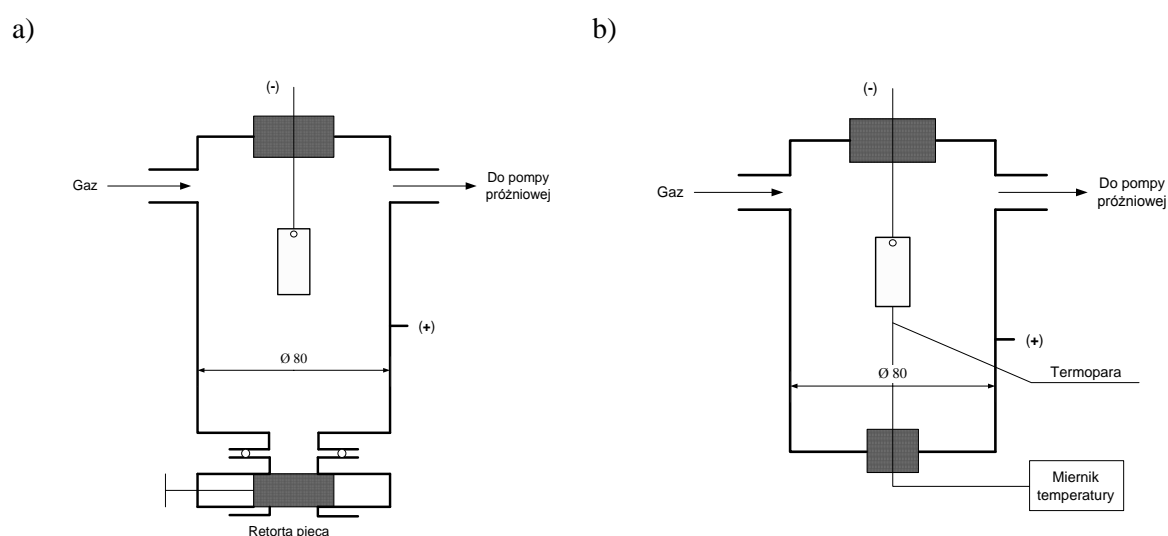 a)
b)
(-)
Gaz
Do pompy
próżniowej
(+)
Ø 80
Retorta pieca
(-)
Gaz
Do pompy
próżniowej
(+)
Ø 80
Termopara
Miernik
temperatury